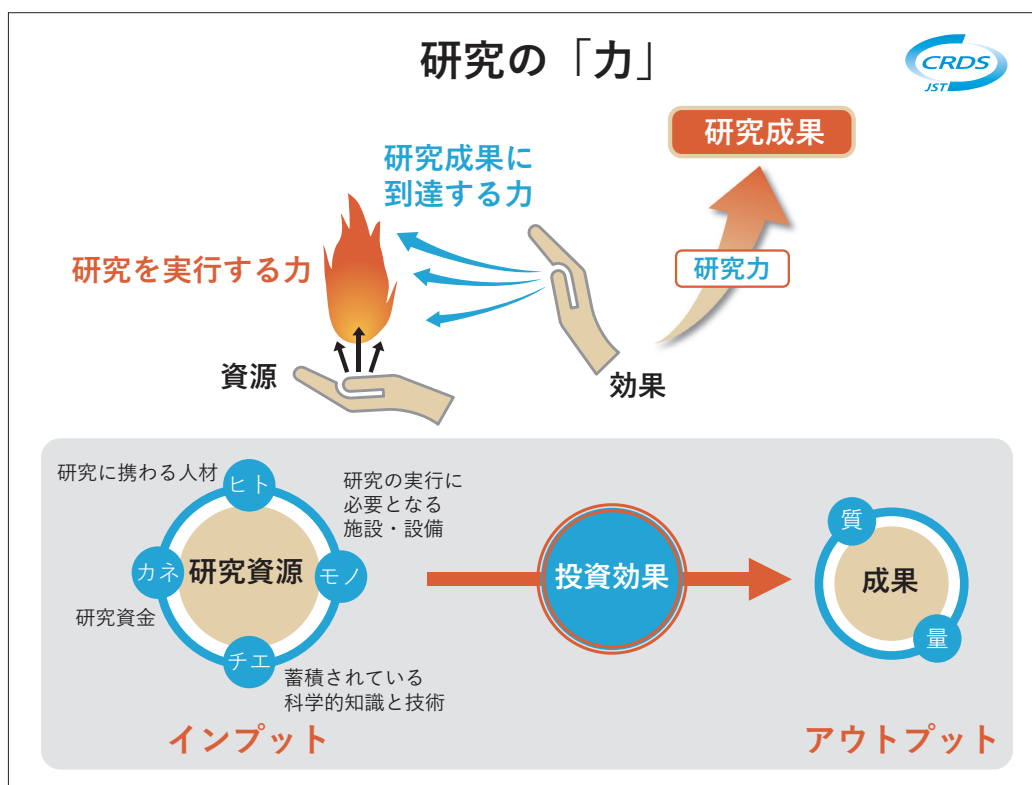 研究の「力」
CRDS
JST
研究成果
研究成果に
到達する力
研究力
研究を実行する力
資源
効果
研究に携わる人材
ヒト
研究の実行に
必要となる
施設・設備
カネ
研究資源
モノ
研究資金
チエ
蓄積されている
科学的知識と技術
インプット
投資効果
質
成果
量
アウトプット